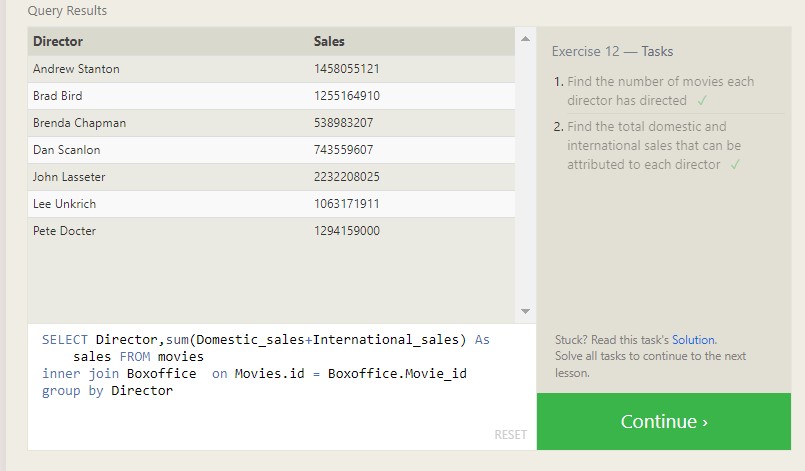 Query Results
Director Sales
Andrew Stanton 1458055121
Brad Bird 1255164910
Brenda Chapman 538983207
Dan Scanlon 743559607
John Lasseter 2232208025
Lee Unkrich 1063171911
Pete Docter 1294159000
SELECT Director,sum(Domestic_sales+International_sales) As
sales FROM movies
inner join Boxoffice  on Movies.id = Boxoffice.Movie_id
group by Director
RESET
Exercise 12 — Tasks
1. Find the number of movies each
director has directed ✓
2. Find the total domestic and
international sales that can be
attributed to each director ✓
Stuck? Read this task's Solution.
Solve all tasks to continue to the next
lesson.
Continue ›